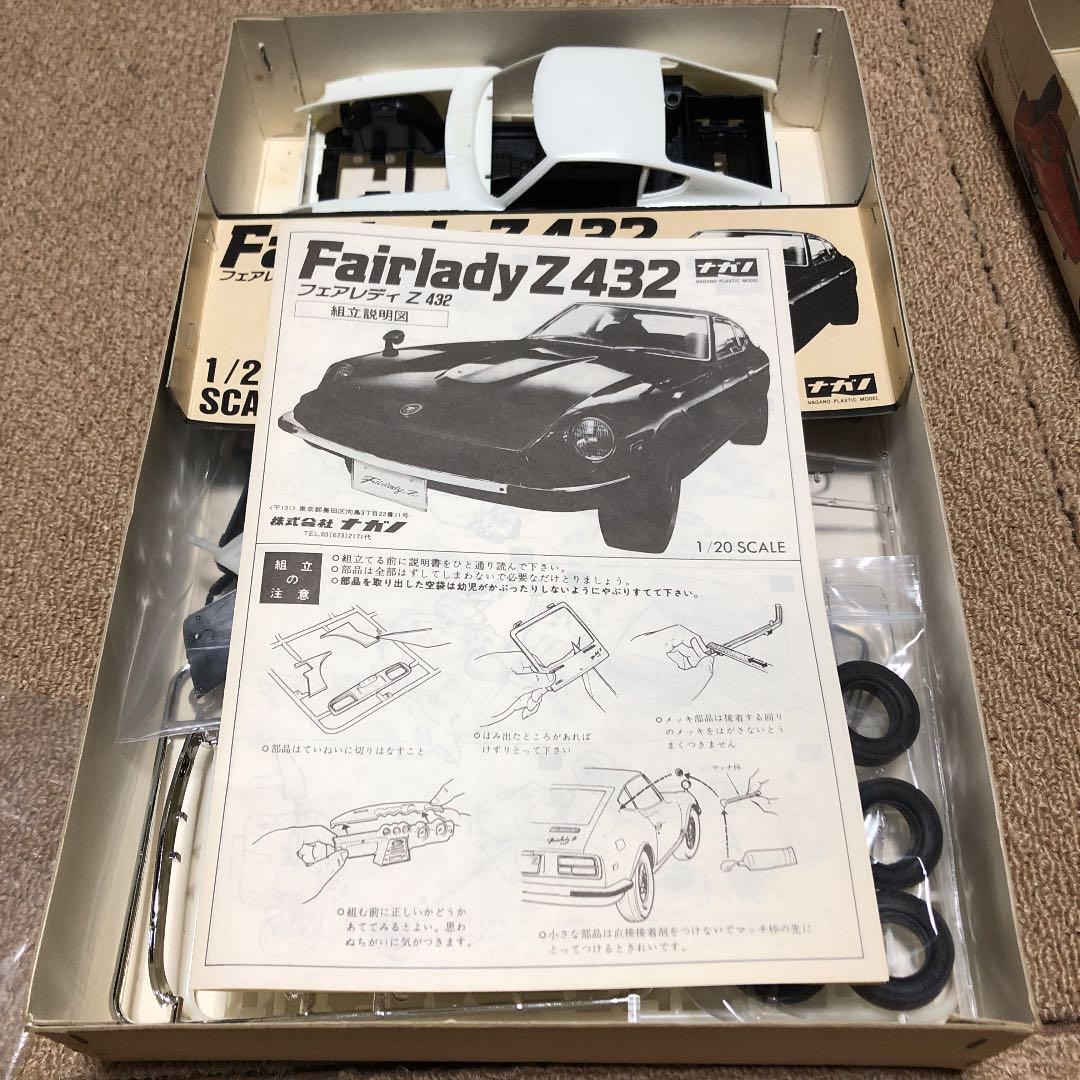 Fairlady Z432
フェアレディ Z 432
組立説明図
ナガノ
NAGANO PLASTIC MODEL
Fairlady Z
〈〒131〉東京都墨田区向島3丁目22番11号
株式会社 ナガノ
TEL.03(623)2171代
1/20 SCALE
組立の注意
○組立てる前に説明書をひと通り読んで下さい。
○部品は全部はずしてしまわないで必要なだけとりましょう。
○部品を取り出した空袋は幼児がかぶったりしないようにやぶりすてて下さい。
○部品はていねいに切りはなすこと
○はみ出たところがあれば
けずりとって下さい
○メッキ部品は接着する回り
のメッキをはがさないとう
まくつきません
○組む前に正しいかどうか
あててみるとよい。思わ
ぬちがいに気がつきます。
マッチ棒
○小さな部品は直接接着剤をつけないでマッチ棒の先に
とってつけるときれいです。
Z432
フェアレ
1/2
SCA
ナガノ
NAGANO PLASTIC MODEL